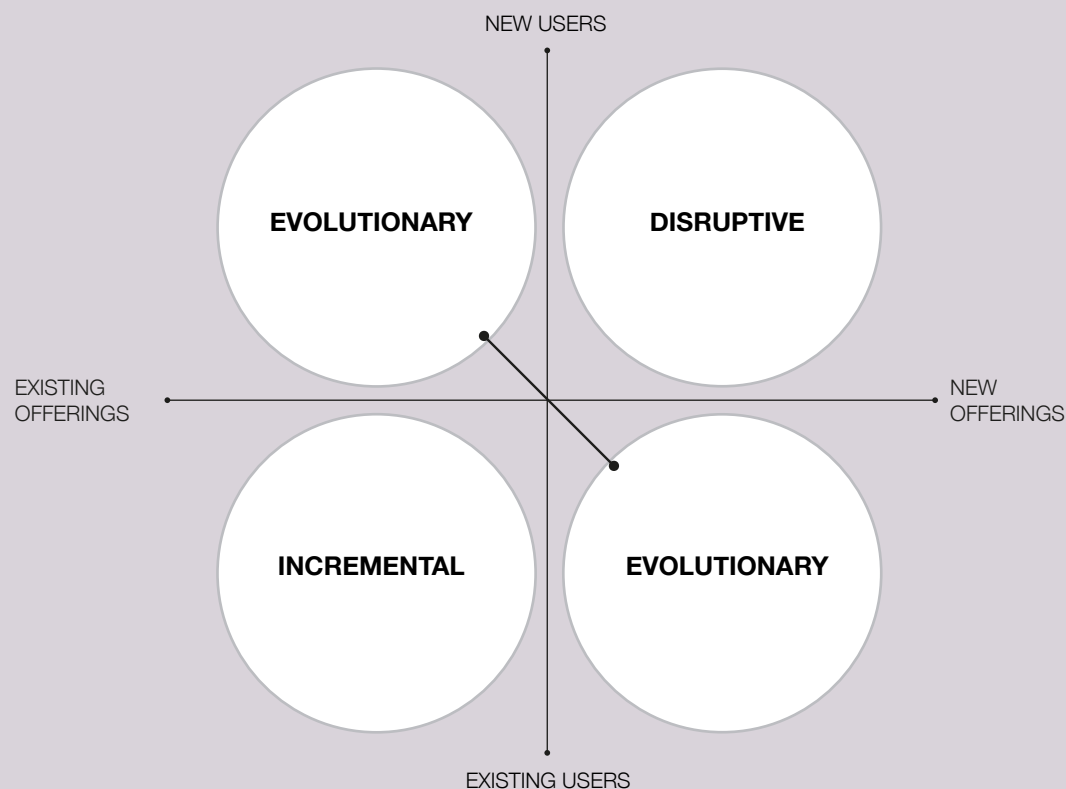 NEW USERS
EVOLUTIONARY
DISRUPTIVE
EXISTING
OFFERINGS
NEW
OFFERINGS
INCREMENTAL
EVOLUTIONARY
EXISTING USERS